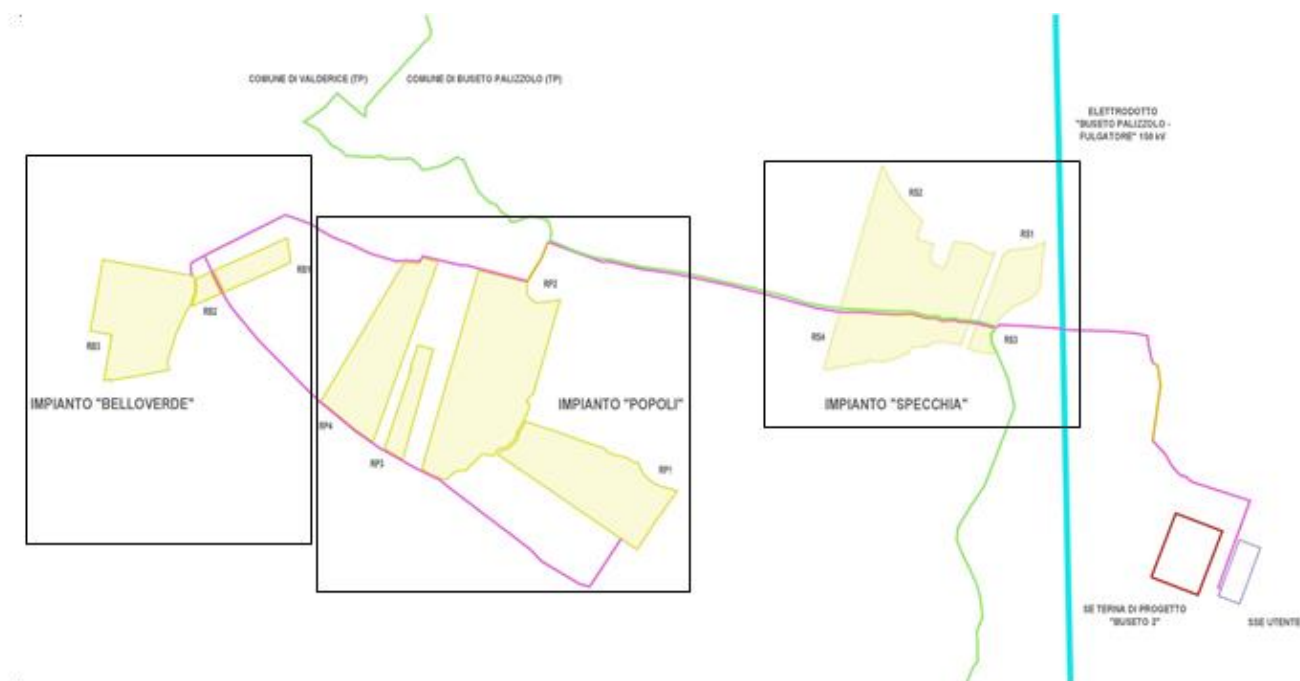 COMUNE DI VALDERICE (TP)
COMUNE DI BUSETO PALIZZOLO (TP)
ELETTRODOTTO
"BUSETO PALIZZOLO -
FULGATORE" 150 kV
RS2
RS1
RB1
RP2
RB2
RS4
RS3
RB3
IMPIANTO "BELLOVERDE"
IMPIANTO "POPOLI"
IMPIANTO "SPECCHIA"
RP4
RP3
RP1
SE TERNA DI PROGETTO
"BUSETO 2"
SSE UTENTE